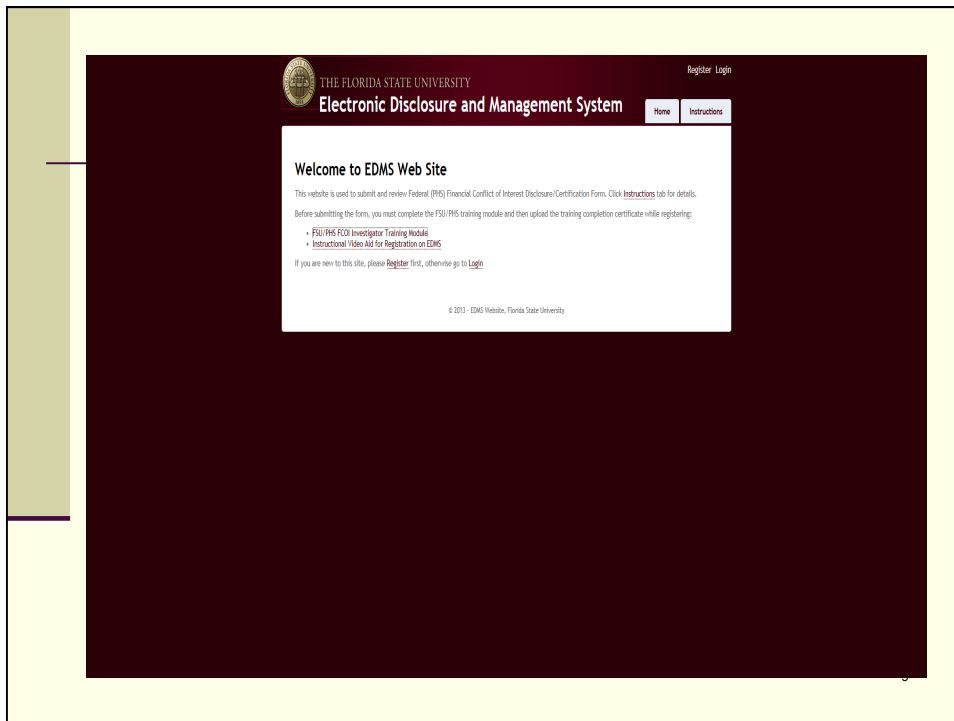 Register Login
THE FLORIDA STATE UNIVERSITY
Electronic Disclosure and Management System
Home Instructions
Welcome to EDMS Web Site
This website is used to submit and review Federal (PHS) Financial Conflict of Interest Disclosure/Certification Form. Click Instructions tab for details.
Before submitting the form, you must complete the FSU/PHS training module and then upload the training completion certificate while registering:
• FSU/PHS FCOI Investigator Training Module
• Instructional Video Aid for Registration on EDMS
If you are new to this site, please Register first, otherwise go to Login
© 2013 - EDMS Website, Florida State University